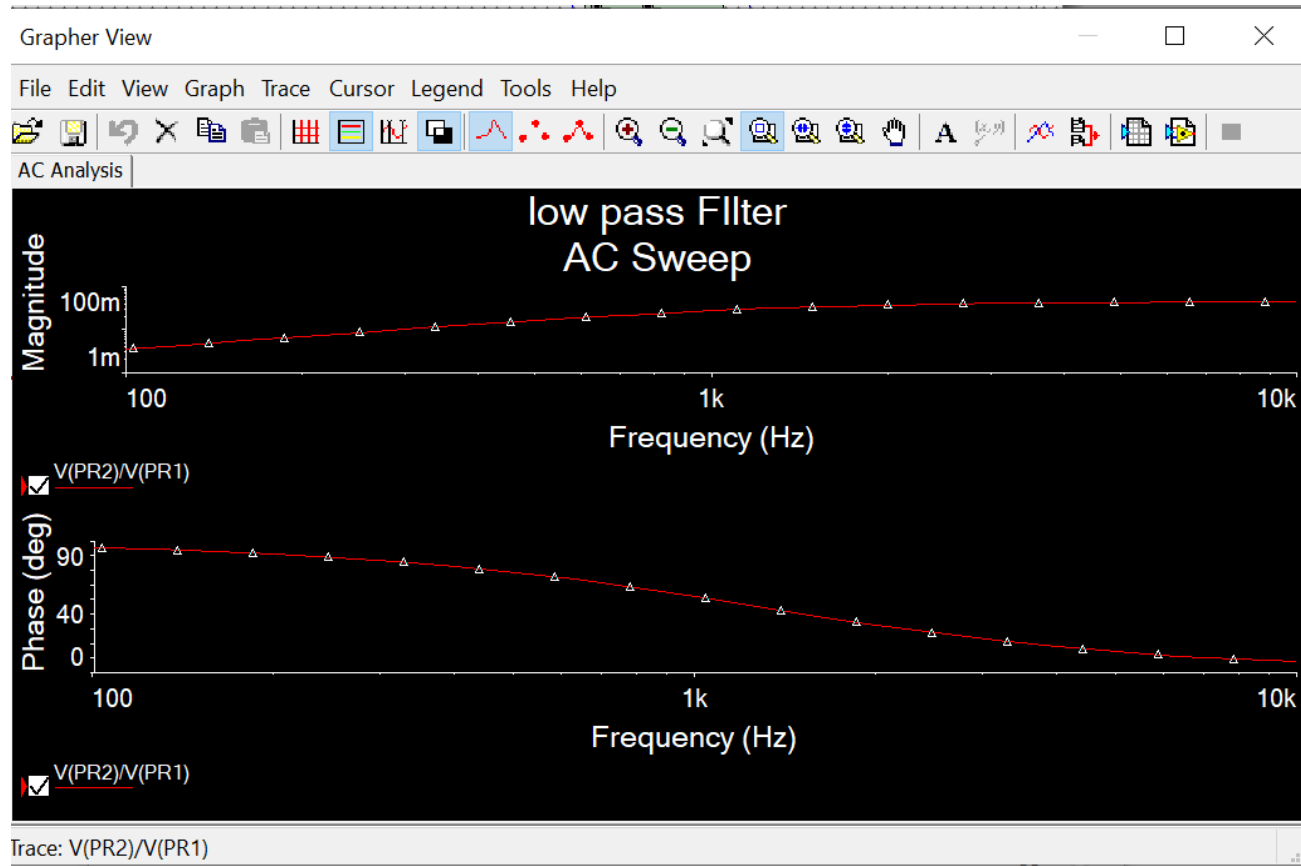 Grapher View
File Edit View Graph Trace Cursor Legend Tools Help
A
AC Analysis
low pass FIlter
AC Sweep
Magnitude
100m
1m
100 1k 10k
Frequency (Hz)
V(PR2)/V(PR1)
Phase (deg)
90
40
0
100 1k 10k
Frequency (Hz)
V(PR2)/V(PR1)
Trace: V(PR2)/V(PR1)